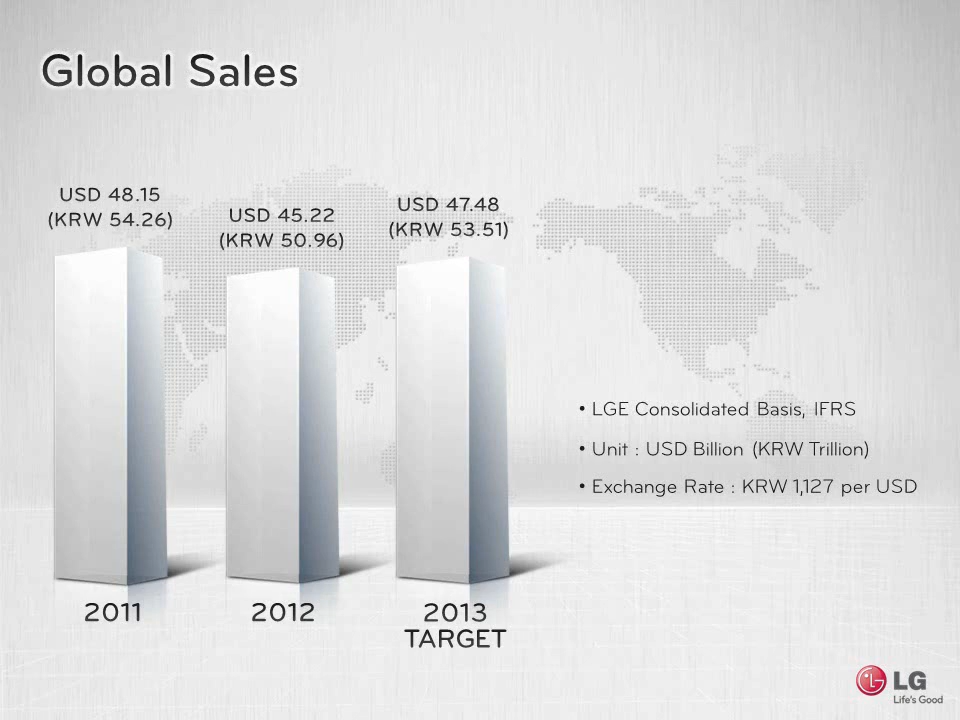 Global Sales
USD 48.15
(KRW 54.26)
USD 45.22
(KRW 50.96)
USD 47.48
(KRW 53.51)
• LGE Consolidated Basis, IFRS
• Unit : USD Billion (KRW Trillion)
• Exchange Rate : KRW 1,127 per USD
2011
2012
2013
TARGET
LG
Life's Good